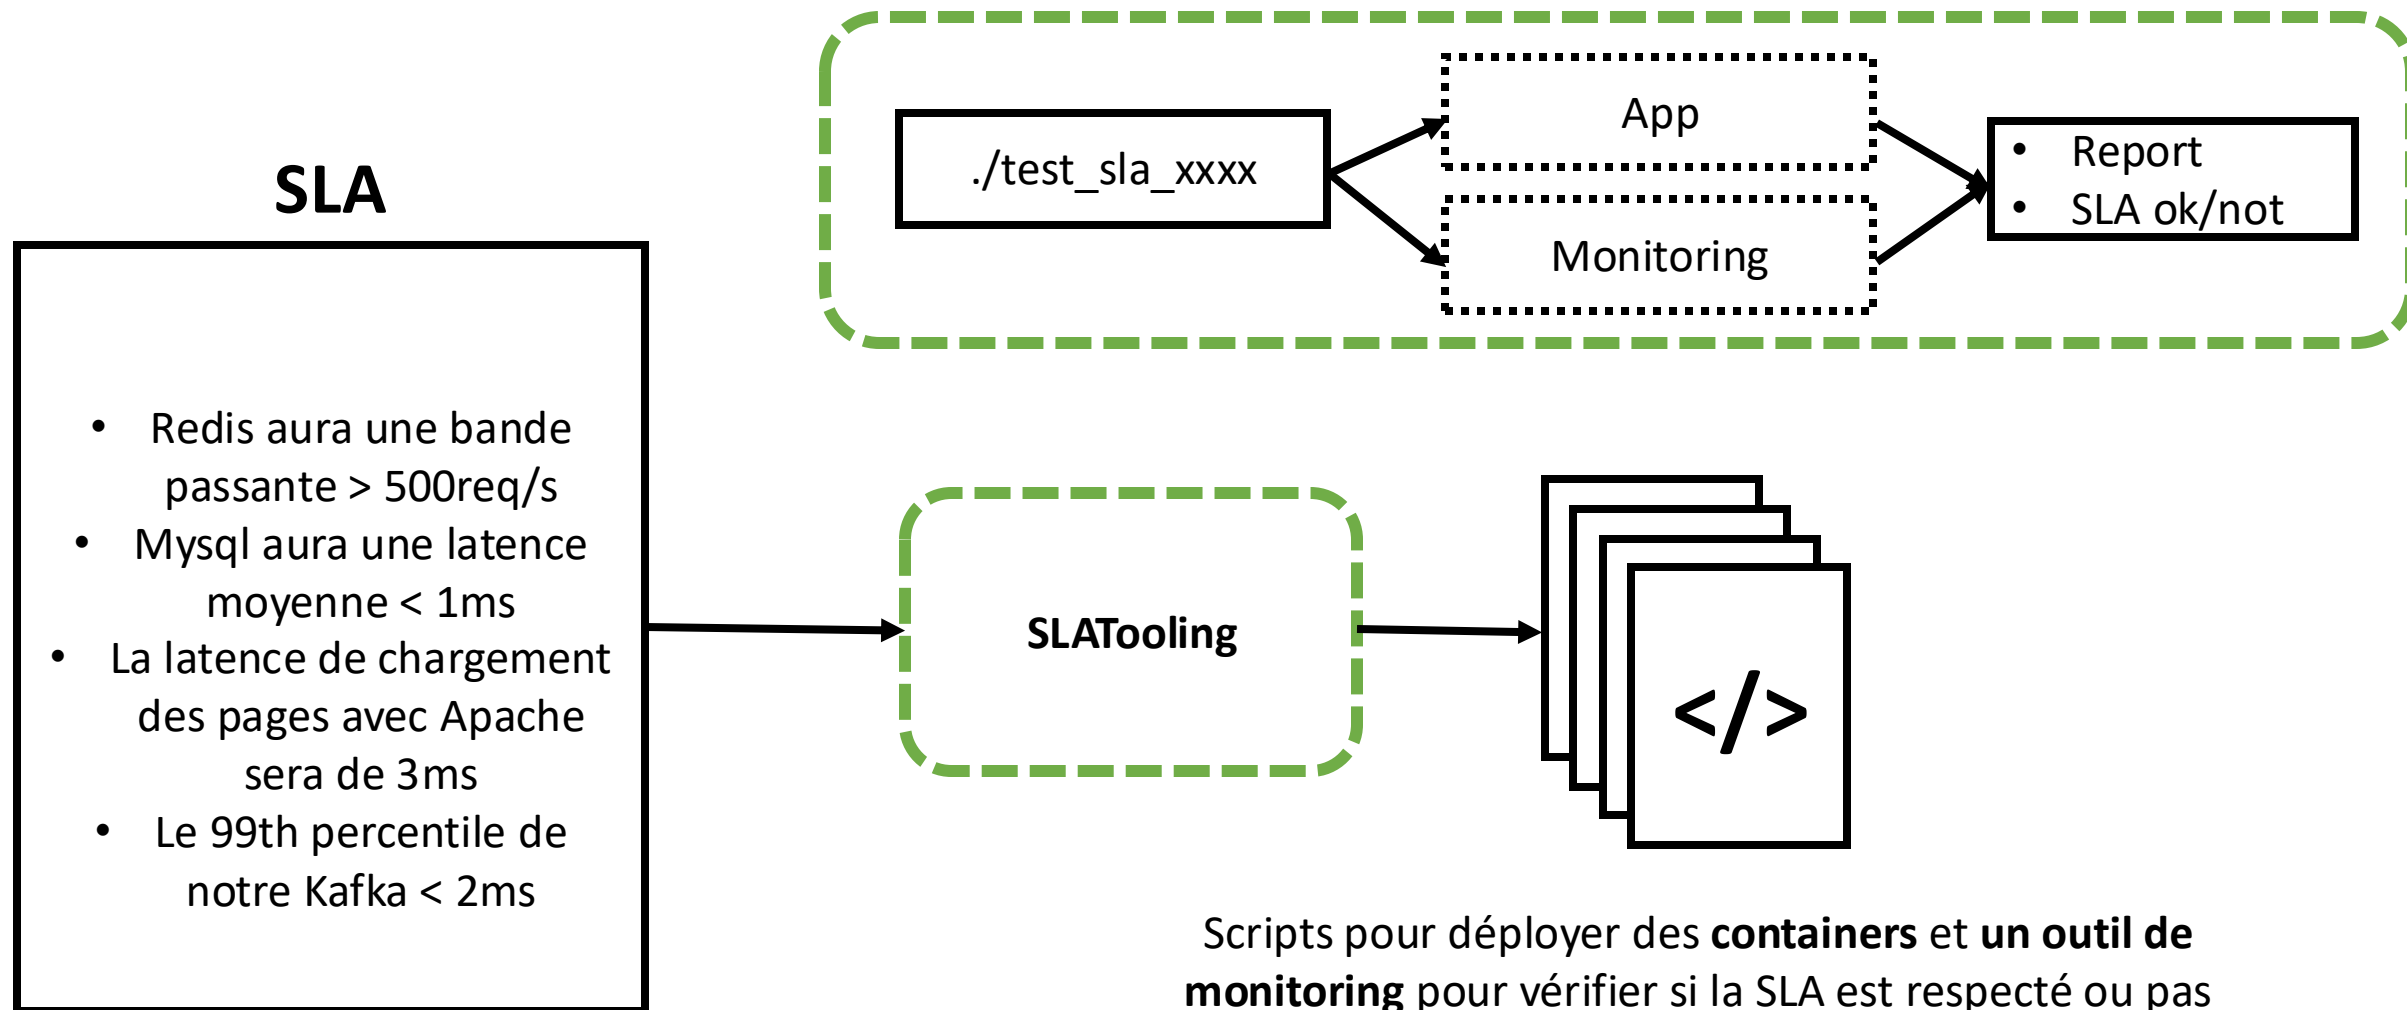 ./test_sla_xxxx
App
Monitoring
• Report
• SLA ok/not
SLA
• Redis aura une bande
passante > 500req/s
• Mysql aura une latence
moyenne < 1ms
• La latence de chargement
des pages avec Apache
sera de 3ms
• Le 99th percentile de
notre Kafka < 2ms
SLATooling
</>
Scripts pour déployer des containers et un outil de
monitoring pour vérifier si la SLA est respecté ou pas